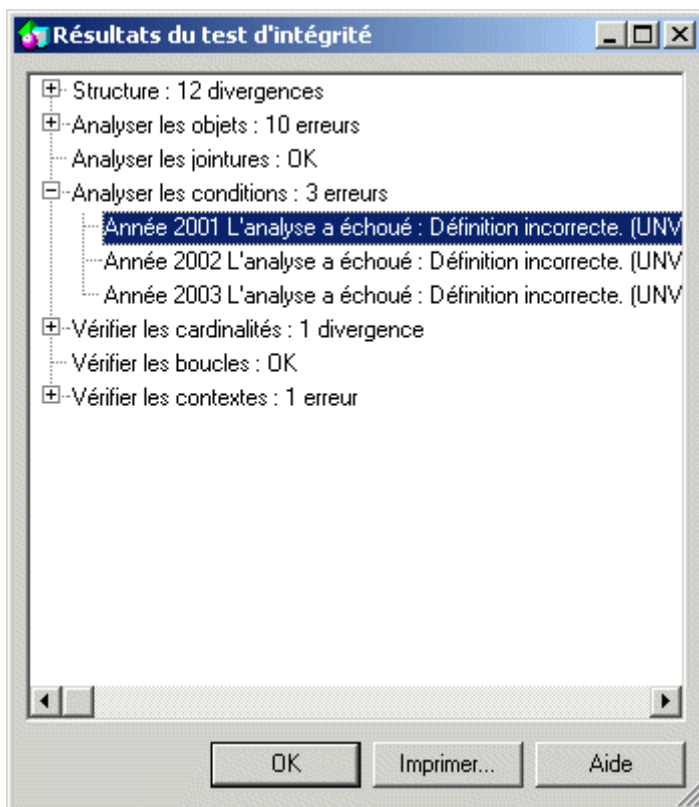 Résultats du test d'intégrité
Structure : 12 divergences
Analyser les objets : 10 erreurs
Analyser les jointures : OK
Analyser les conditions : 3 erreurs
Année 2001 L'analyse a échoué : Définition incorrecte. (UNV
Année 2002 L'analyse a échoué : Définition incorrecte. (UNV
Année 2003 L'analyse a échoué : Définition incorrecte. (UNV
Vérifier les cardinalités : 1 divergence
Vérifier les boucles : OK
Vérifier les contextes : 1 erreur
OK Imprimer... Aide